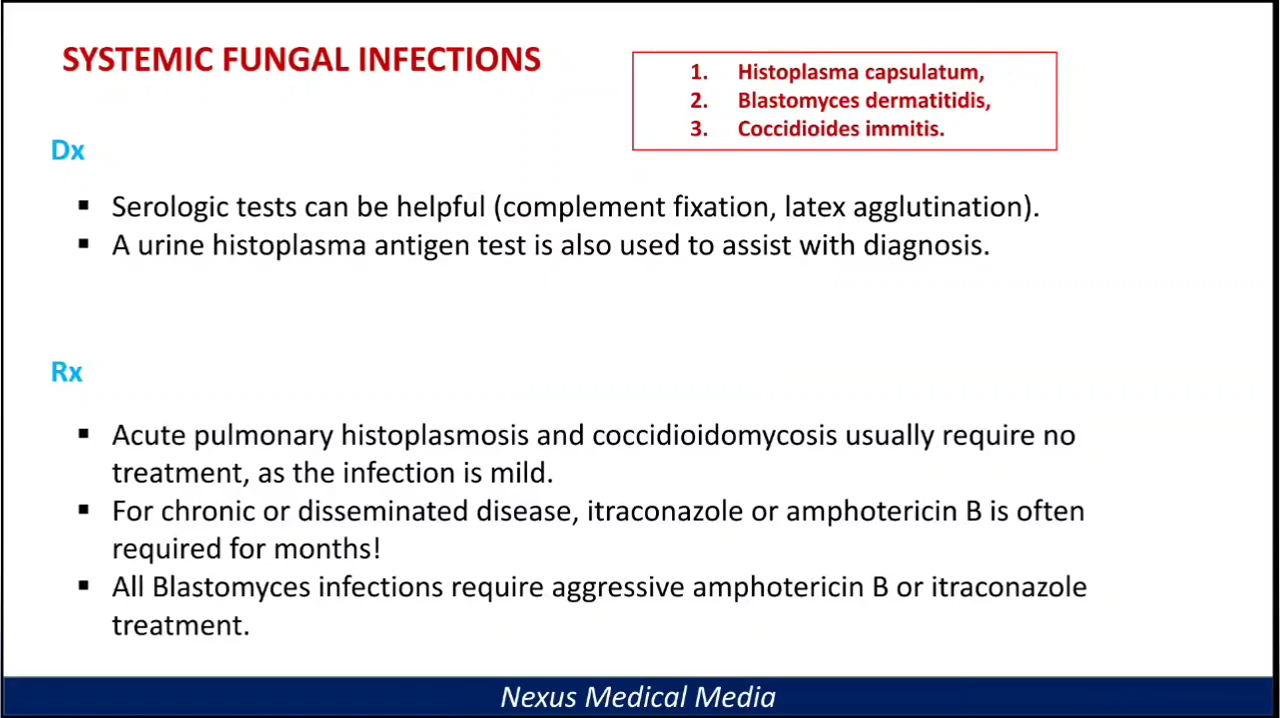 SYSTEMIC FUNGAL INFECTIONS
1. Histoplasma capsulatum,
2. Blastomyces dermatitidis,
3. Coccidioides immitis.
Dx
▪ Serologic tests can be helpful (complement fixation, latex agglutination).
▪ A urine histoplasma antigen test is also used to assist with diagnosis.
Rx
▪ Acute pulmonary histoplasmosis and coccidioidomycosis usually require no
treatment, as the infection is mild.
▪ For chronic or disseminated disease, itraconazole or amphotericin B is often
required for months!
▪ All Blastomyces infections require aggressive amphotericin B or itraconazole
treatment.
Nexus Medical Media